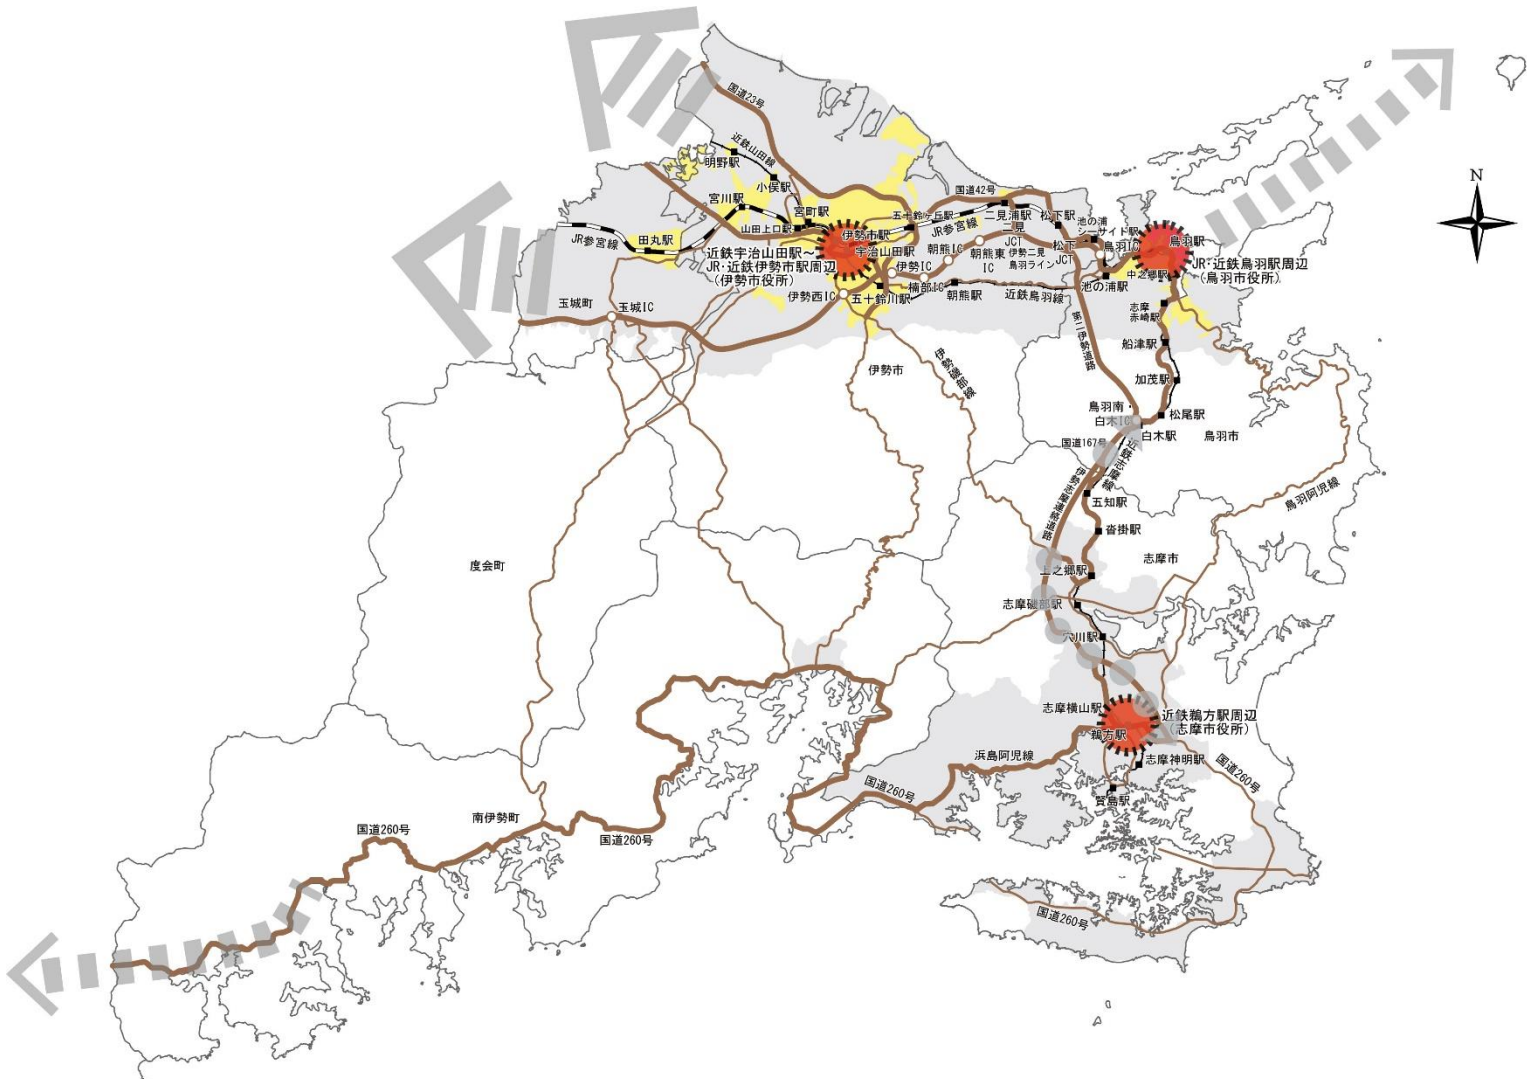 国道23号
近鉄山田線
明野駅
小俣駅
宮川駅
宮町駅
山田上口駅
JR参宮線
田丸駅
伊勢市駅
宇治山田駅
近鉄宇治山田駅～
JR・近鉄伊勢市駅周辺
（伊勢市役所）
五十鈴ヶ丘駅
JR参宮線
国道42号
二見浦駅
松下駅
二見
JCT
池の浦
シーサイド駅
松下
JCT
朝熊IC
朝熊東
IC
伊勢二見
鳥羽ライン
鳥羽IC
鳥羽駅
JR・近鉄鳥羽駅周辺
（鳥羽市役所）
中之郷駅
池の浦駅
伊勢IC
楠部IC
伊勢西IC
五十鈴川駅
朝熊駅
近鉄鳥羽線
玉城町
玉城IC
第二伊勢道路
志摩
赤崎駅
船津駅
加茂駅
松尾駅
伊勢市
伊勢磯部線
鳥羽南・
白木IC
白木駅
鳥羽市
国道167号
近鉄志摩線
伊勢志摩連絡道路
五知駅
沓掛駅
鳥羽阿児線
志摩市
上之郷駅
度会町
志摩磯部駅
穴川駅
志摩横山駅
近鉄鵜方駅周辺
（志摩市役所）
鵜方駅
浜島阿児線
志摩神明駅
国道260号
国道260号
賢島駅
南伊勢町
国道260号
国道260号
国道260号
N